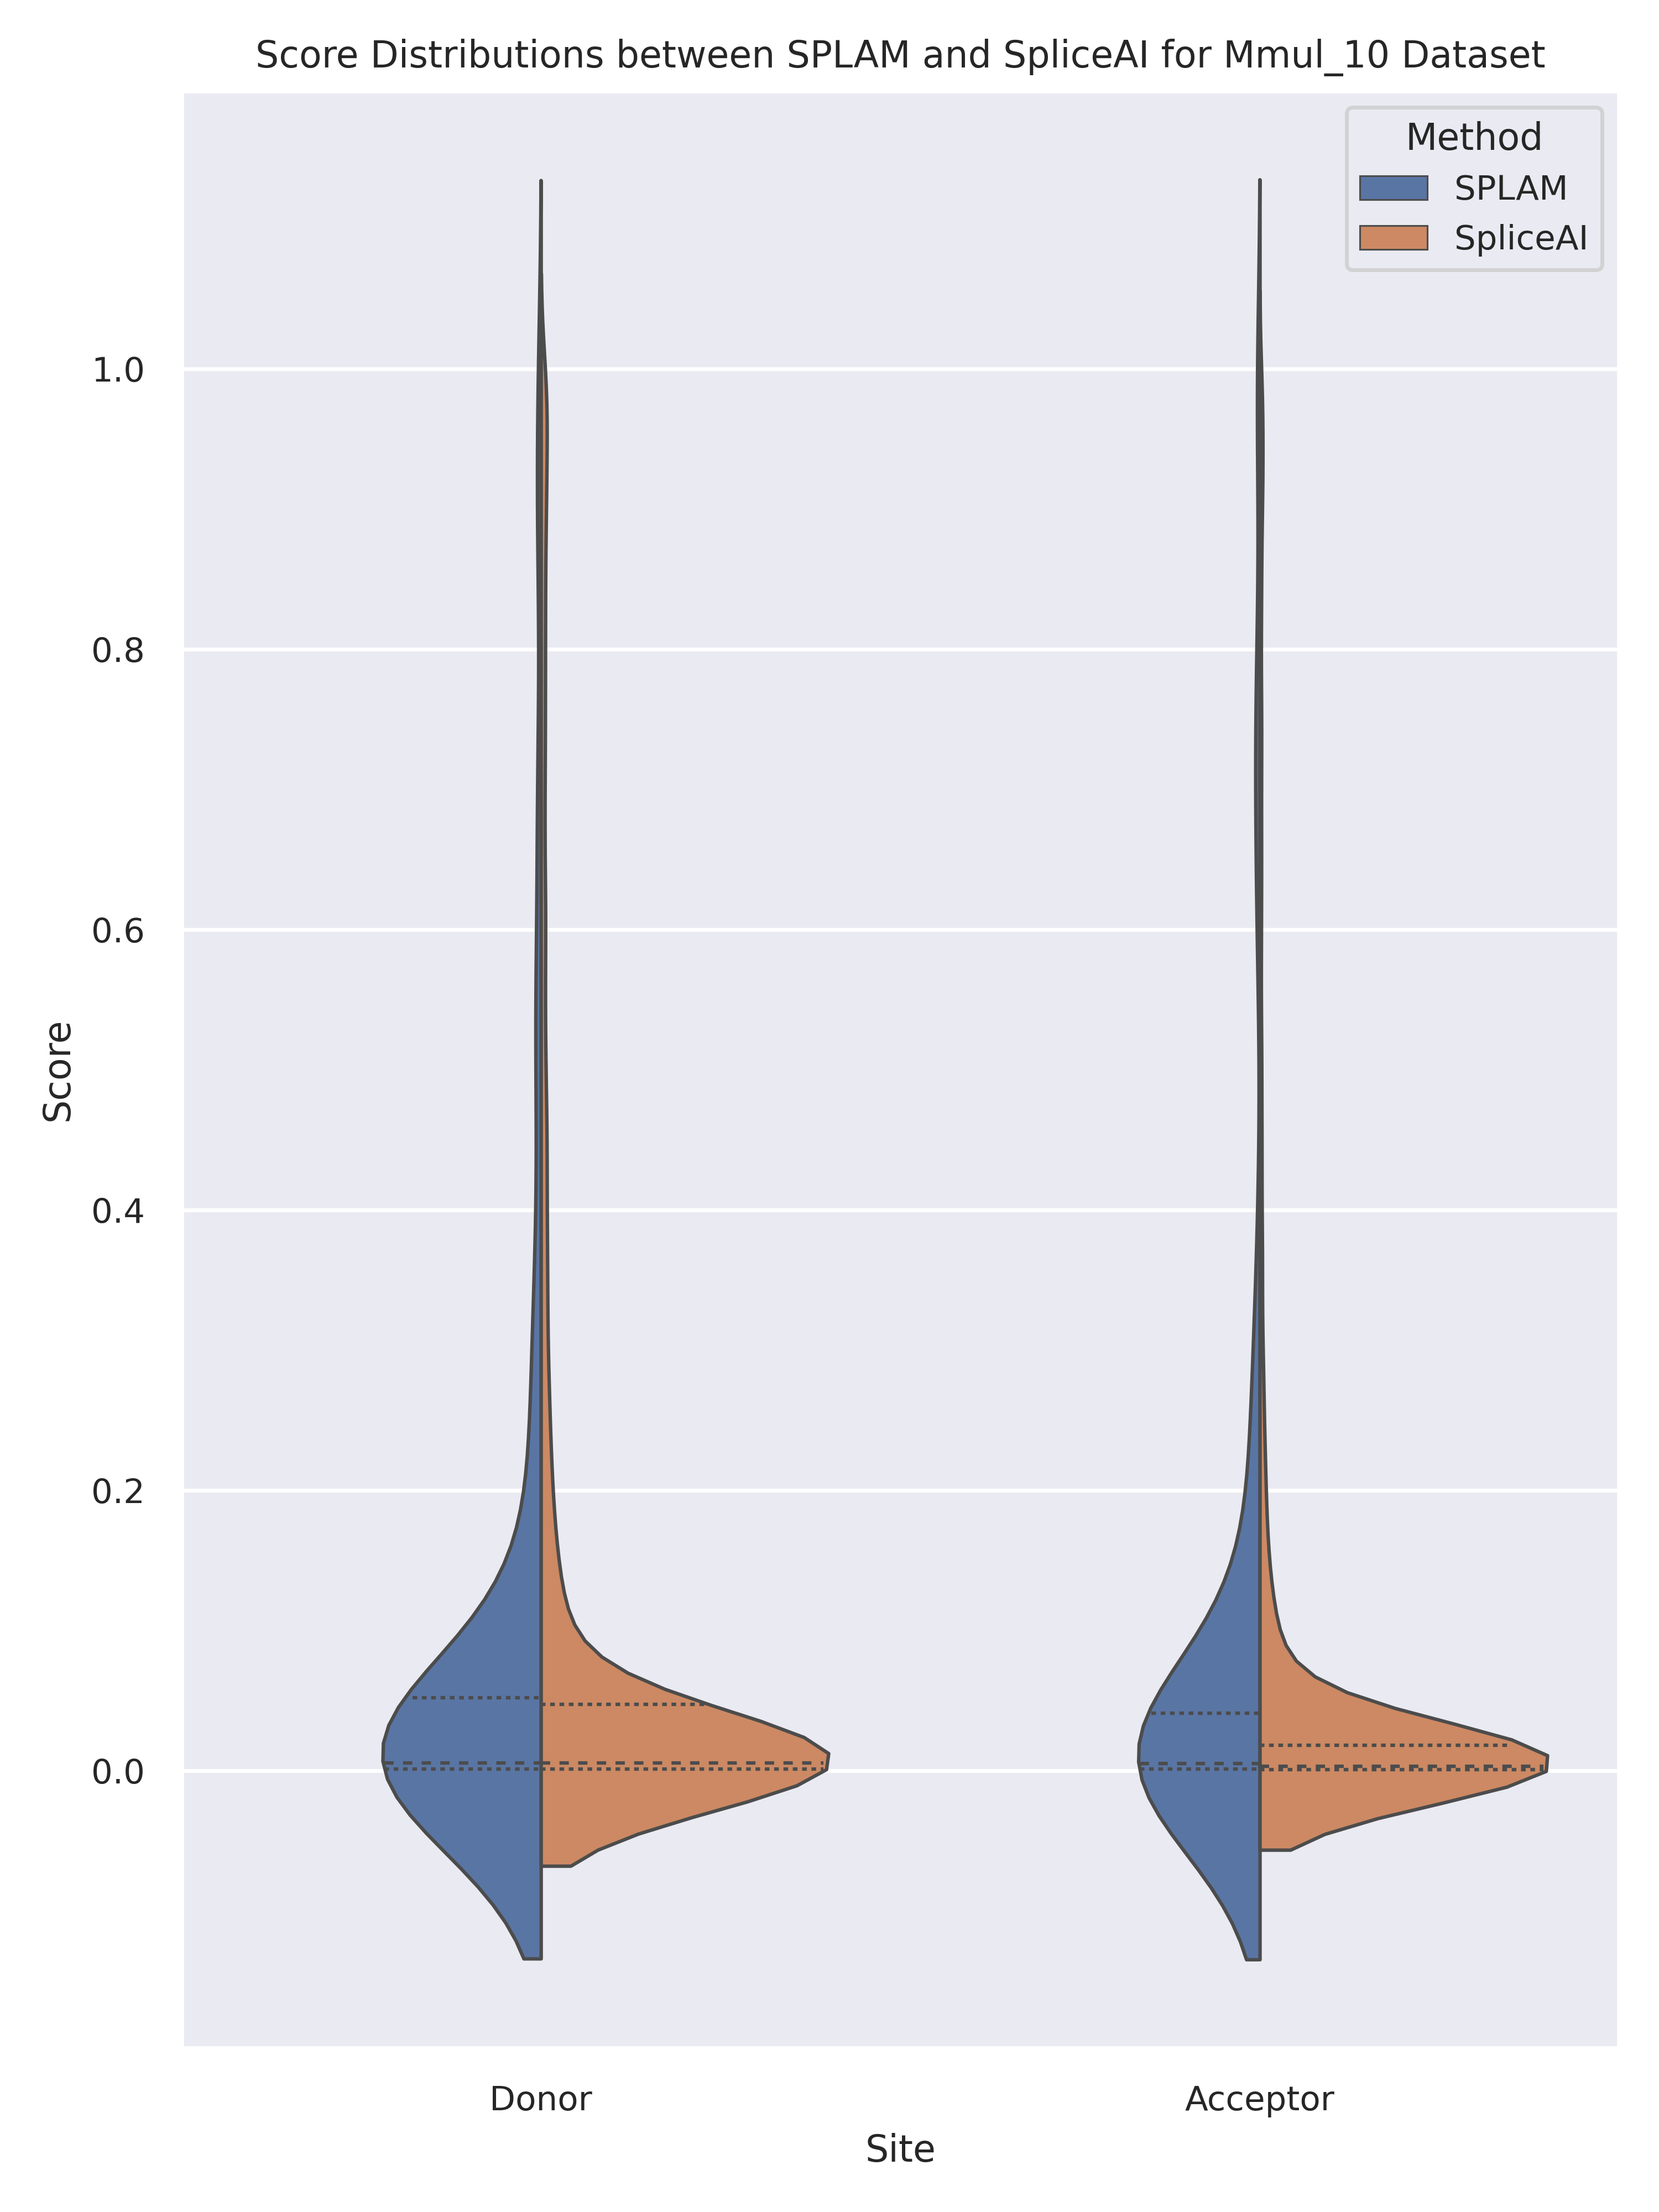 Score Distributions between SPLAM and SpliceAI for Mmul_10 Dataset
Method
SPLAM
SpliceAI
1.0
0.8
0.6
0.4
0.2
0.0
Score
Donor
Acceptor
Site